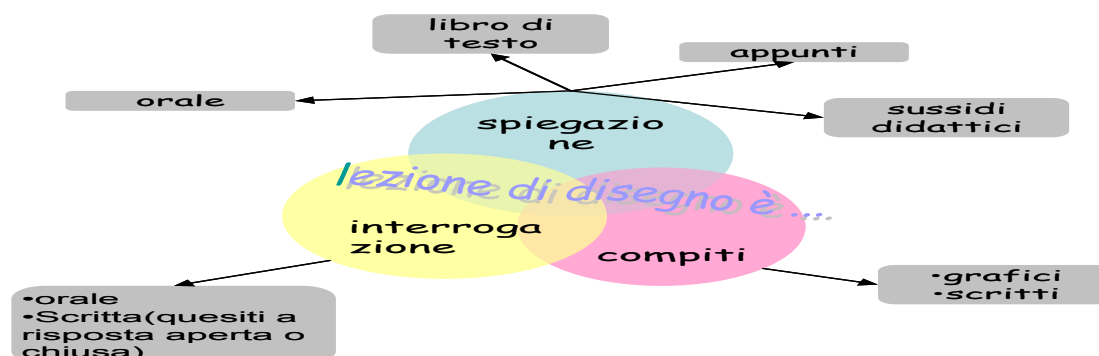 libro di
testo
appunti
orale
sussidi
didattici
spiegazio
ne
lezione di disegno è ....
interroga
zione
compiti
•grafici
•scritti
•orale
•Scritta(quesiti a
risposta aperta o
chiusa)